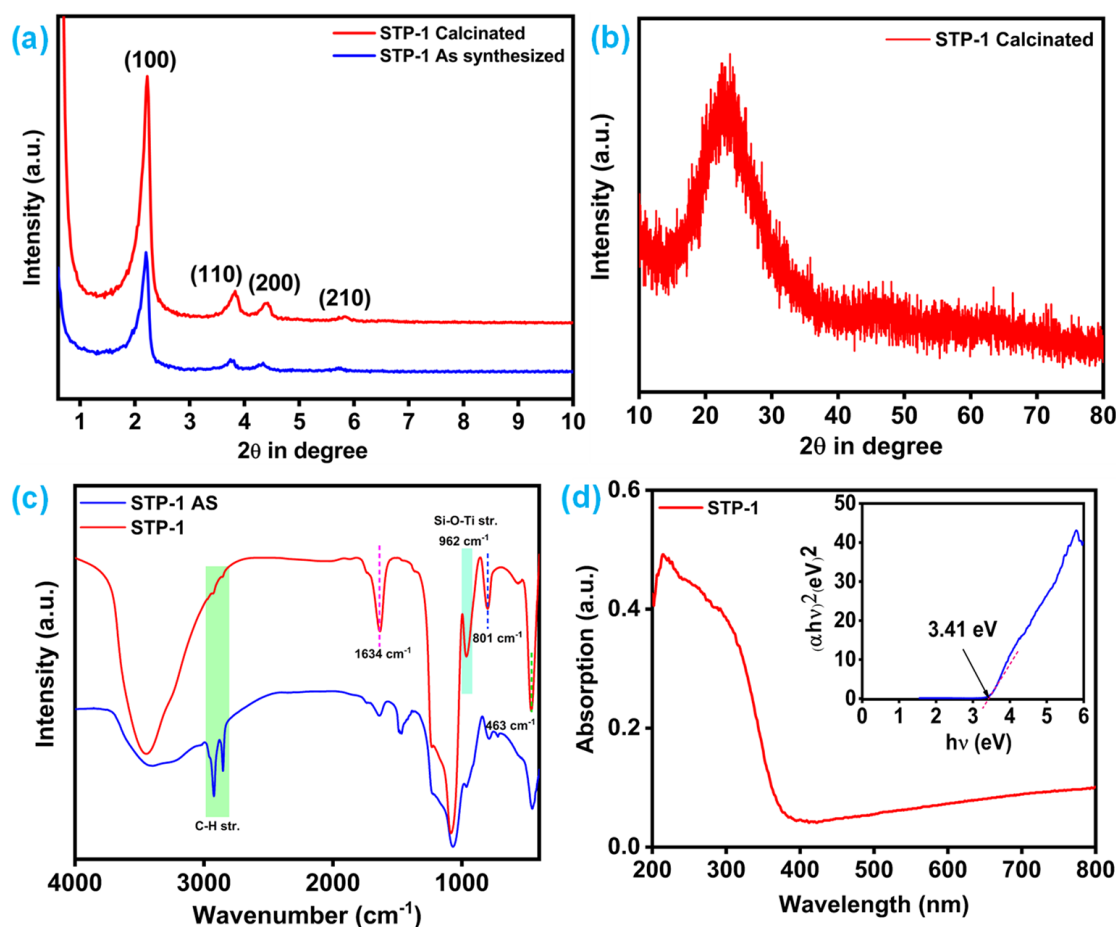 (a)
STP-1 Calcinated
STP-1 As synthesized
(100)
(110)
(200)
(210)
Intensity (a.u.)
1 2 3 4 5 6 7 8 9 10
2θ in degree
(b)
STP-1 Calcinated
Intensity (a.u.)
10 20 30 40 50 60 70 80
2θ in degree
(c)
STP-1 AS
STP-1
Si-O-Ti str.
962 cm-1
801 cm-1
1634 cm-1
463 cm-1
C-H str.
Intensity (a.u.)
4000 3000 2000 1000
Wavenumber (cm-1)
(d)
STP-1
Absorption (a.u.)
0.6
0.4
0.2
0.0
200 300 400 500 600 700 800
Wavelength (nm)
(αhν)2(eV)2
50
40
30
20
10
0
3.41 eV
0 1 2 3 4 5 6
hν (eV)